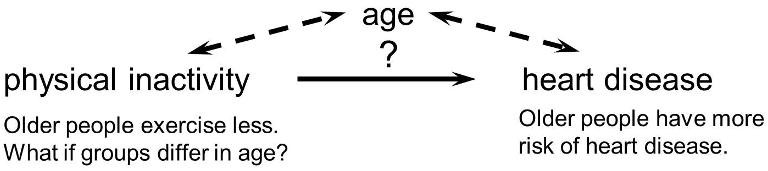 age
?
physical inactivity
heart disease
Older people exercise less.
What if groups differ in age?
Older people have more
risk of heart disease.